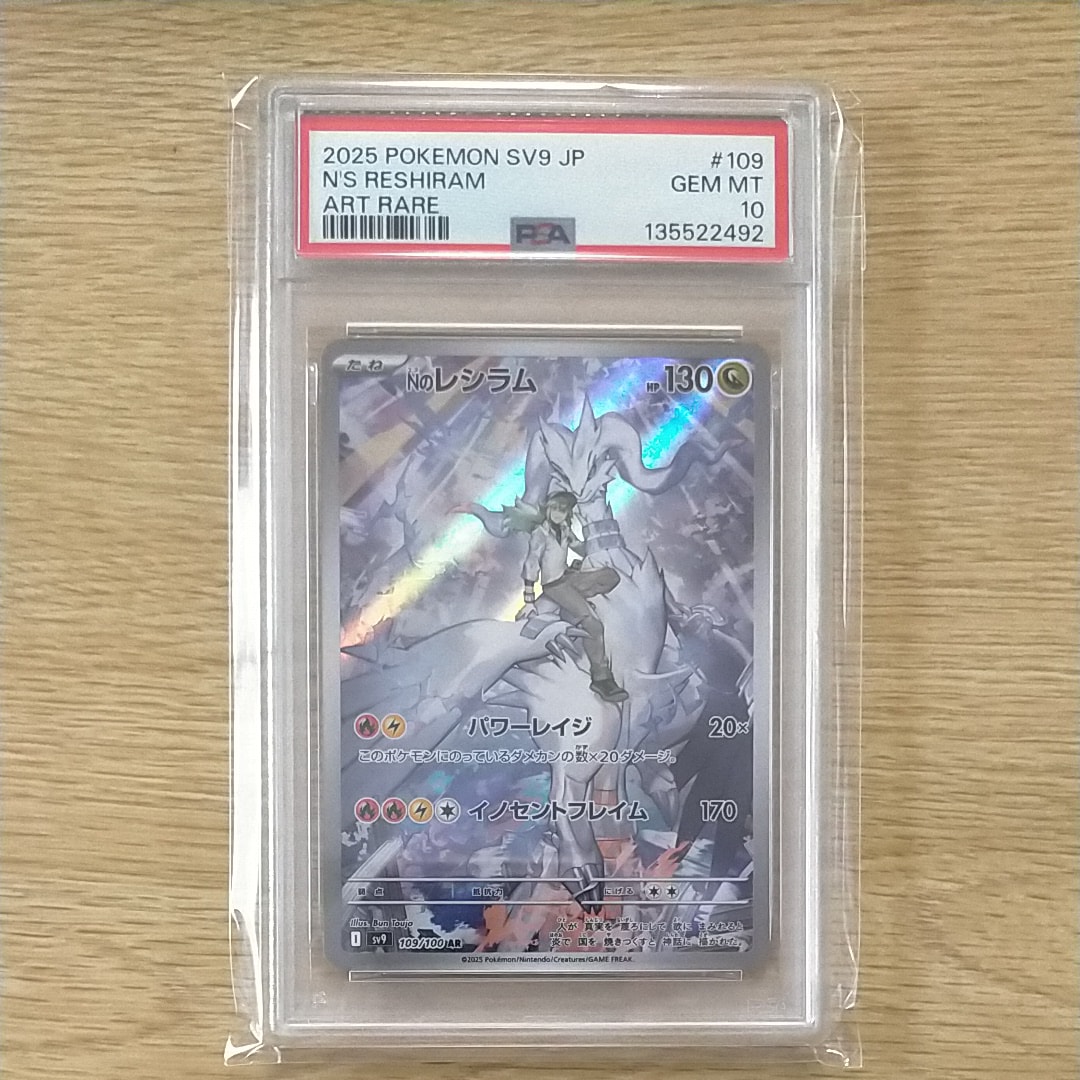 2025 POKEMON SV9 JP #109
N'S RESHIRAM GEM MT
ART RARE 10
PSA 135522492
たね
Nのレシラム HP 130
パワーレイジ 20×
このポケモンにのっているダメカンの数×20ダメージ。
イノセントフレイム 170
弱点 抵抗力 にげる
Illus. Bun Toujo
人が 真実を 蔑ろにして 欲に まみれると
I sv9 109/100 AR
炎で 国を 焼きつくすと 神話に 描かれた。
©2025 Pokémon/Nintendo/Creatures/GAME FREAK.